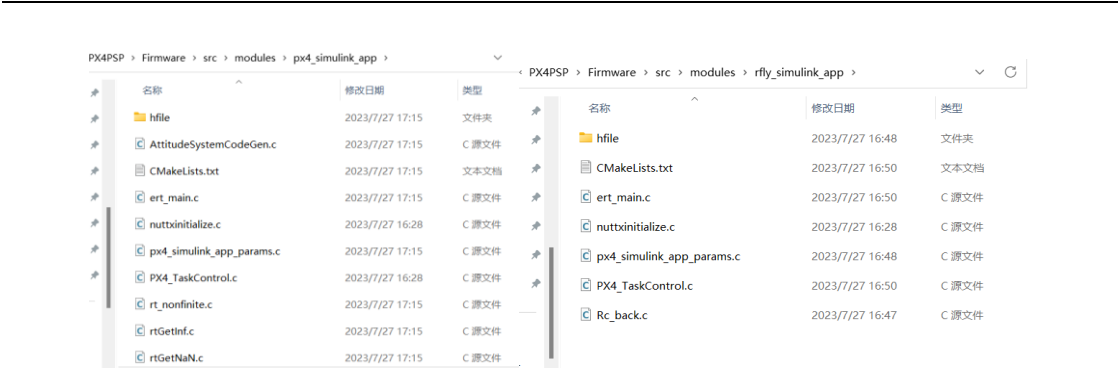 PX4PSP > Firmware > src > modules > px4_simulink_app >
名称 修改日期 类型
hfile 2023/7/27 17:15 文件夹
AttitudeSystemCodeGen.c 2023/7/27 17:15 C 源文件
CMakeLists.txt 2023/7/27 17:15 文本文档
ert_main.c 2023/7/27 17:15 C 源文件
nuttxinitialize.c 2023/7/27 16:28 C 源文件
px4_simulink_app_params.c 2023/7/27 17:15 C 源文件
PX4_TaskControl.c 2023/7/27 16:28 C 源文件
rt_nonfinite.c 2023/7/27 17:15 C 源文件
rtGetInf.c 2023/7/27 17:15 C 源文件
rtGetNaN.c 2023/7/27 17:15 C 源文件
PX4PSP > Firmware > src > modules > rfly_simulink_app >
名称 修改日期 类型
hfile 2023/7/27 16:48 文件夹
CMakeLists.txt 2023/7/27 16:50 文本文档
ert_main.c 2023/7/27 16:50 C 源文件
nuttxinitialize.c 2023/7/27 16:28 C 源文件
px4_simulink_app_params.c 2023/7/27 16:48 C 源文件
PX4_TaskControl.c 2023/7/27 16:50 C 源文件
Rc_back.c 2023/7/27 16:47 C 源文件